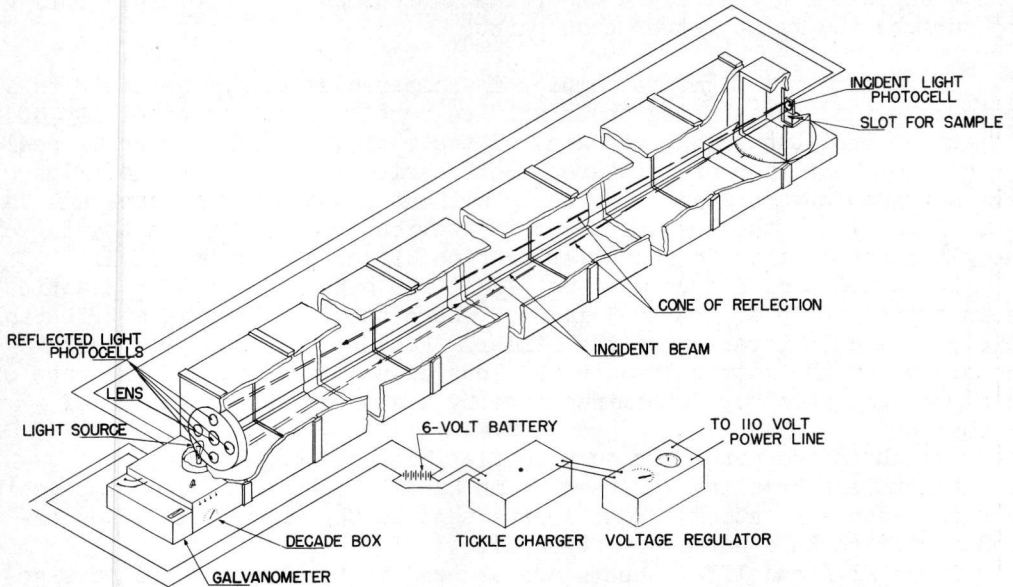 INCIDENT LIGHT
PHOTOCELL
SLOT FOR SAMPLE
CONE OF REFLECTION
INCIDENT BEAM
REFLECTED LIGHT
PHOTOCELLS
LENS
LIGHT SOURCE
6-VOLT BATTERY
TO 110 VOLT
POWER LINE
DECADE BOX
TICKLE CHARGER
VOLTAGE REGULATOR
GALVANOMETER